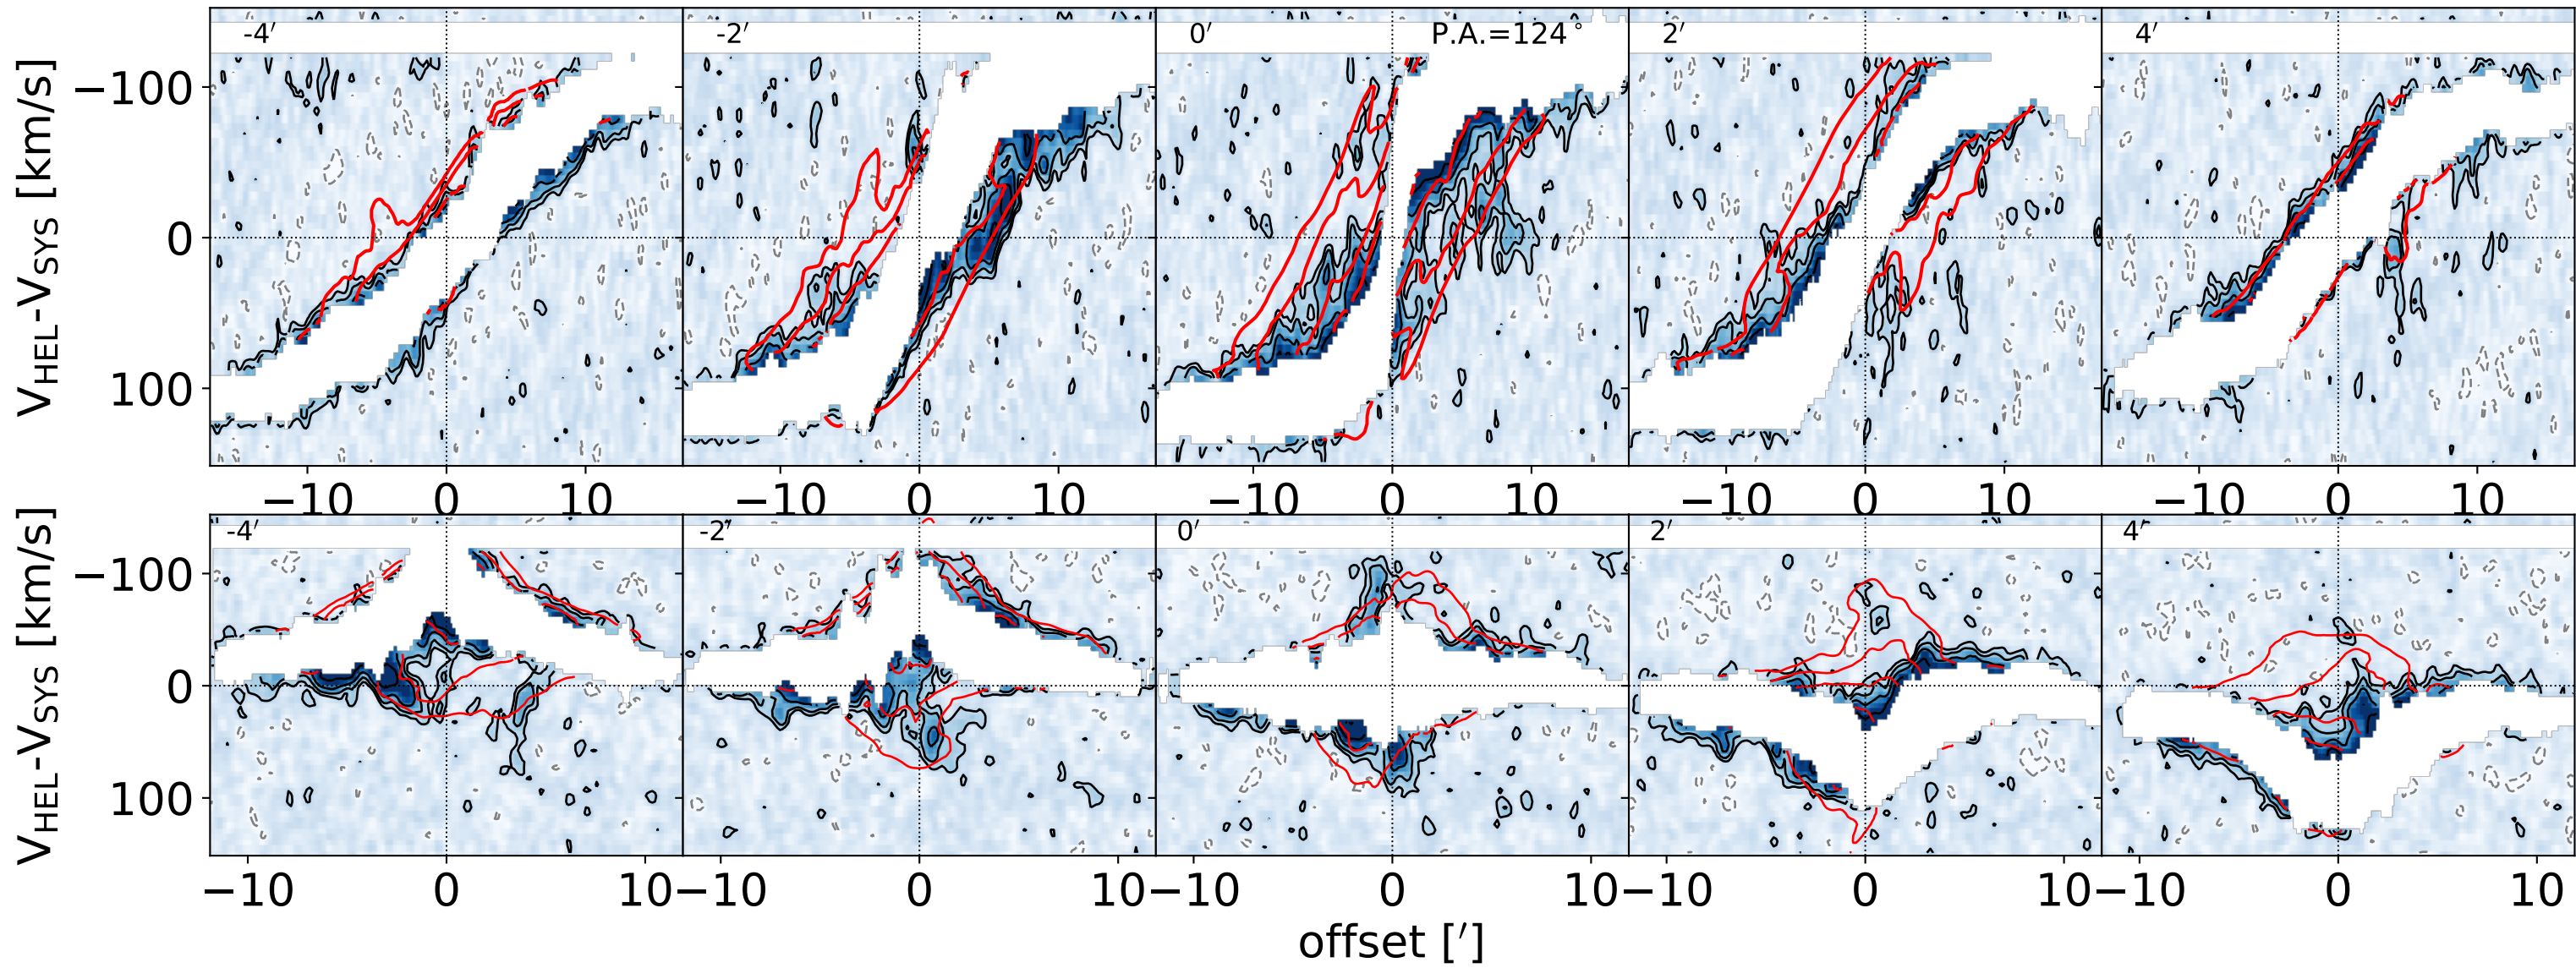 -4′ -2′ 0′ P.A.=124° 2′ 4′
−100
0
100
V_HEL-V_SYS [km/s]
−10 0 10 −10 0 10 −10 0 10 −10 0 10 −10 0 10
-4′ -2′ 0′ 2′ 4′
−100
0
100
V_HEL-V_SYS [km/s]
−10 0 10 −10 0 10 −10 0 10 −10 0 10 −10 0 10
offset [′]